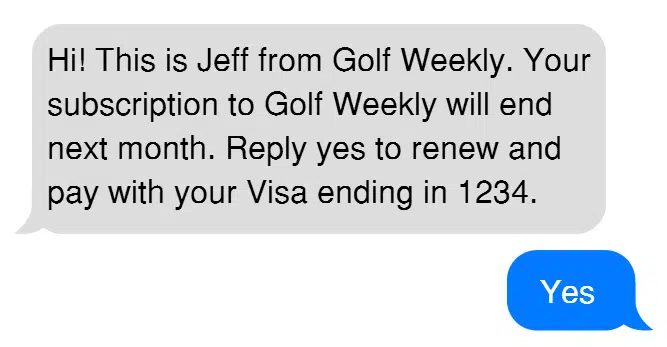 Hi! This is Jeff from Golf Weekly. Your
subscription to Golf Weekly will end
next month. Reply yes to renew and
pay with your Visa ending in 1234.
Yes